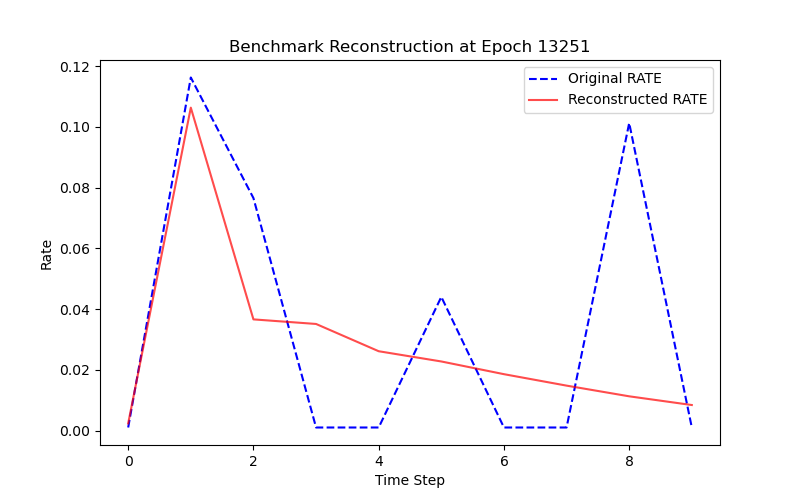 Benchmark Reconstruction at Epoch 13251
Original RATE
Reconstructed RATE
Rate
0.12
0.10
0.08
0.06
0.04
0.02
0.00
0 2 4 6 8
Time Step